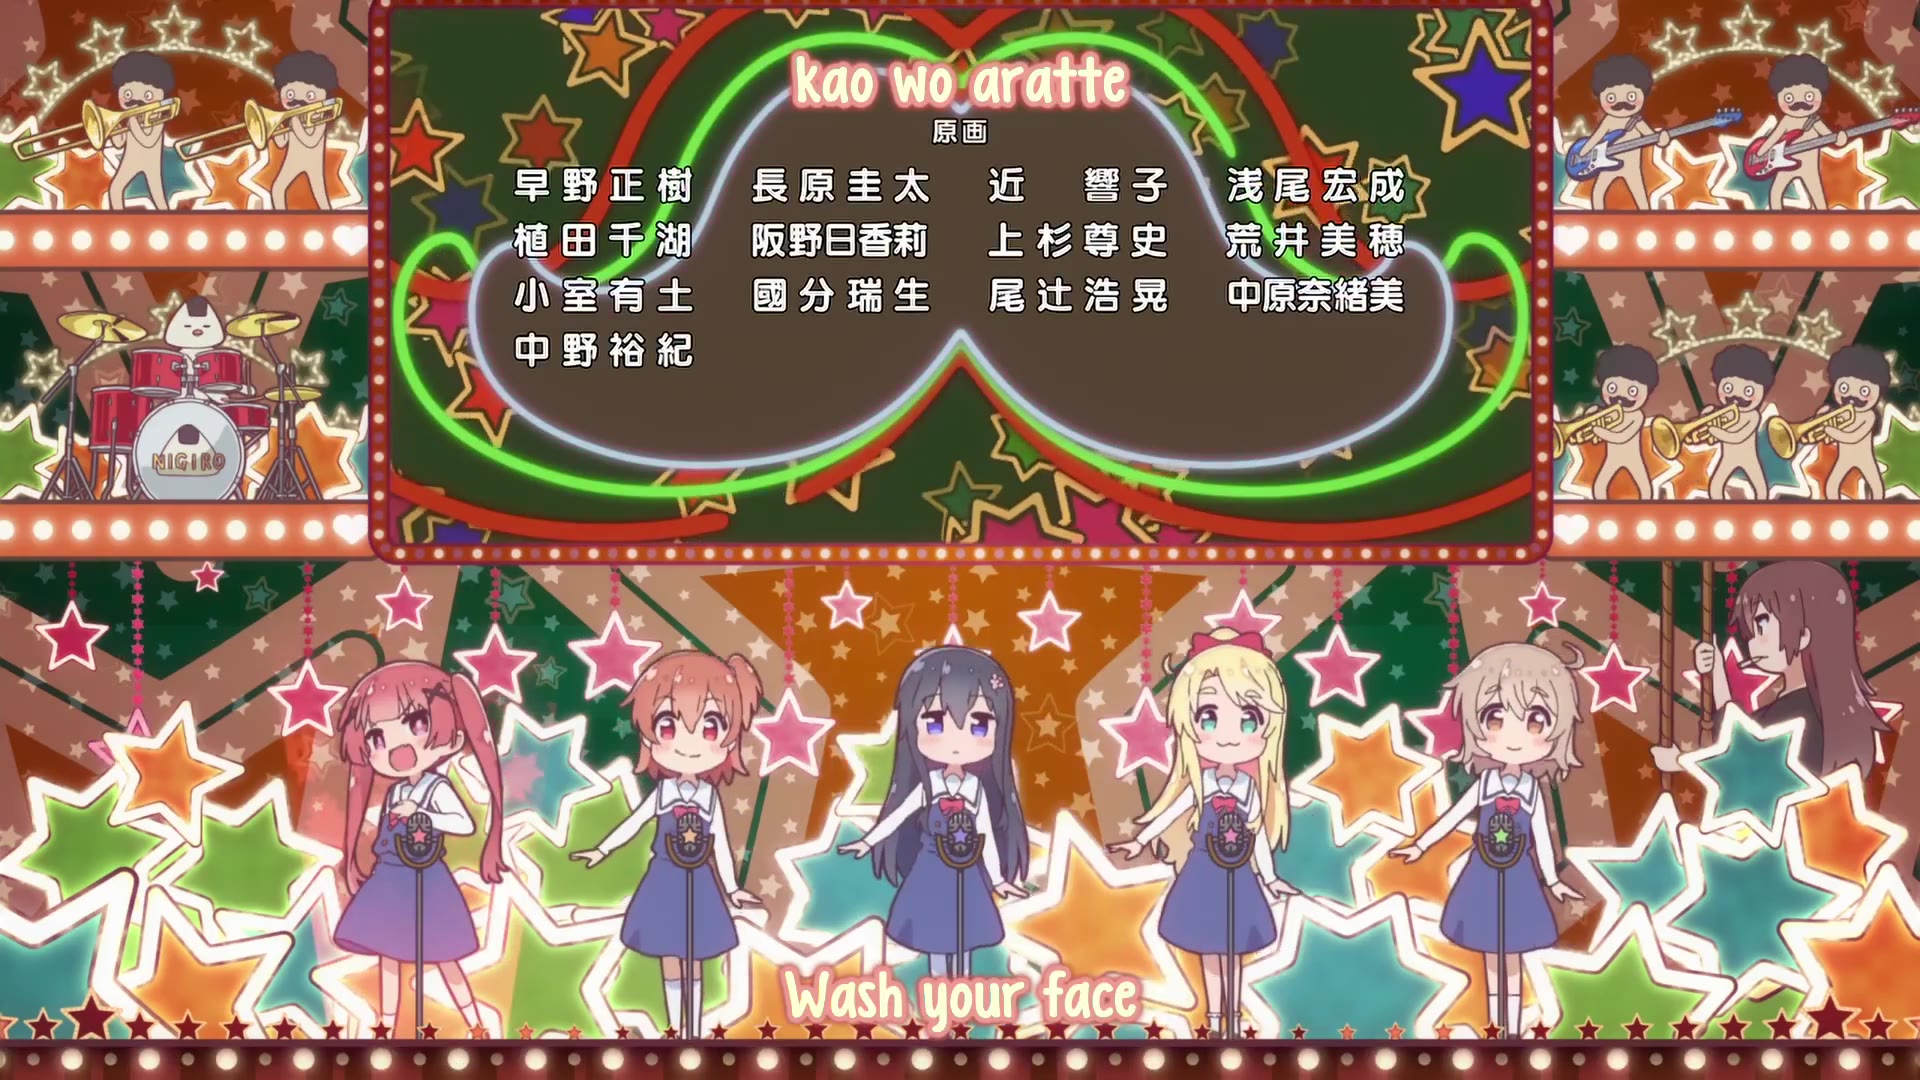 kao wo aratte
原画
早野正樹 長原圭太 近 響子 浅尾宏成
植田千湖 阪野日香莉 上杉尊史 荒井美穂
小室有土 國分瑞生 尾辻浩晃 中原奈緒美
中野裕紀
NIGIRO
Wash your face